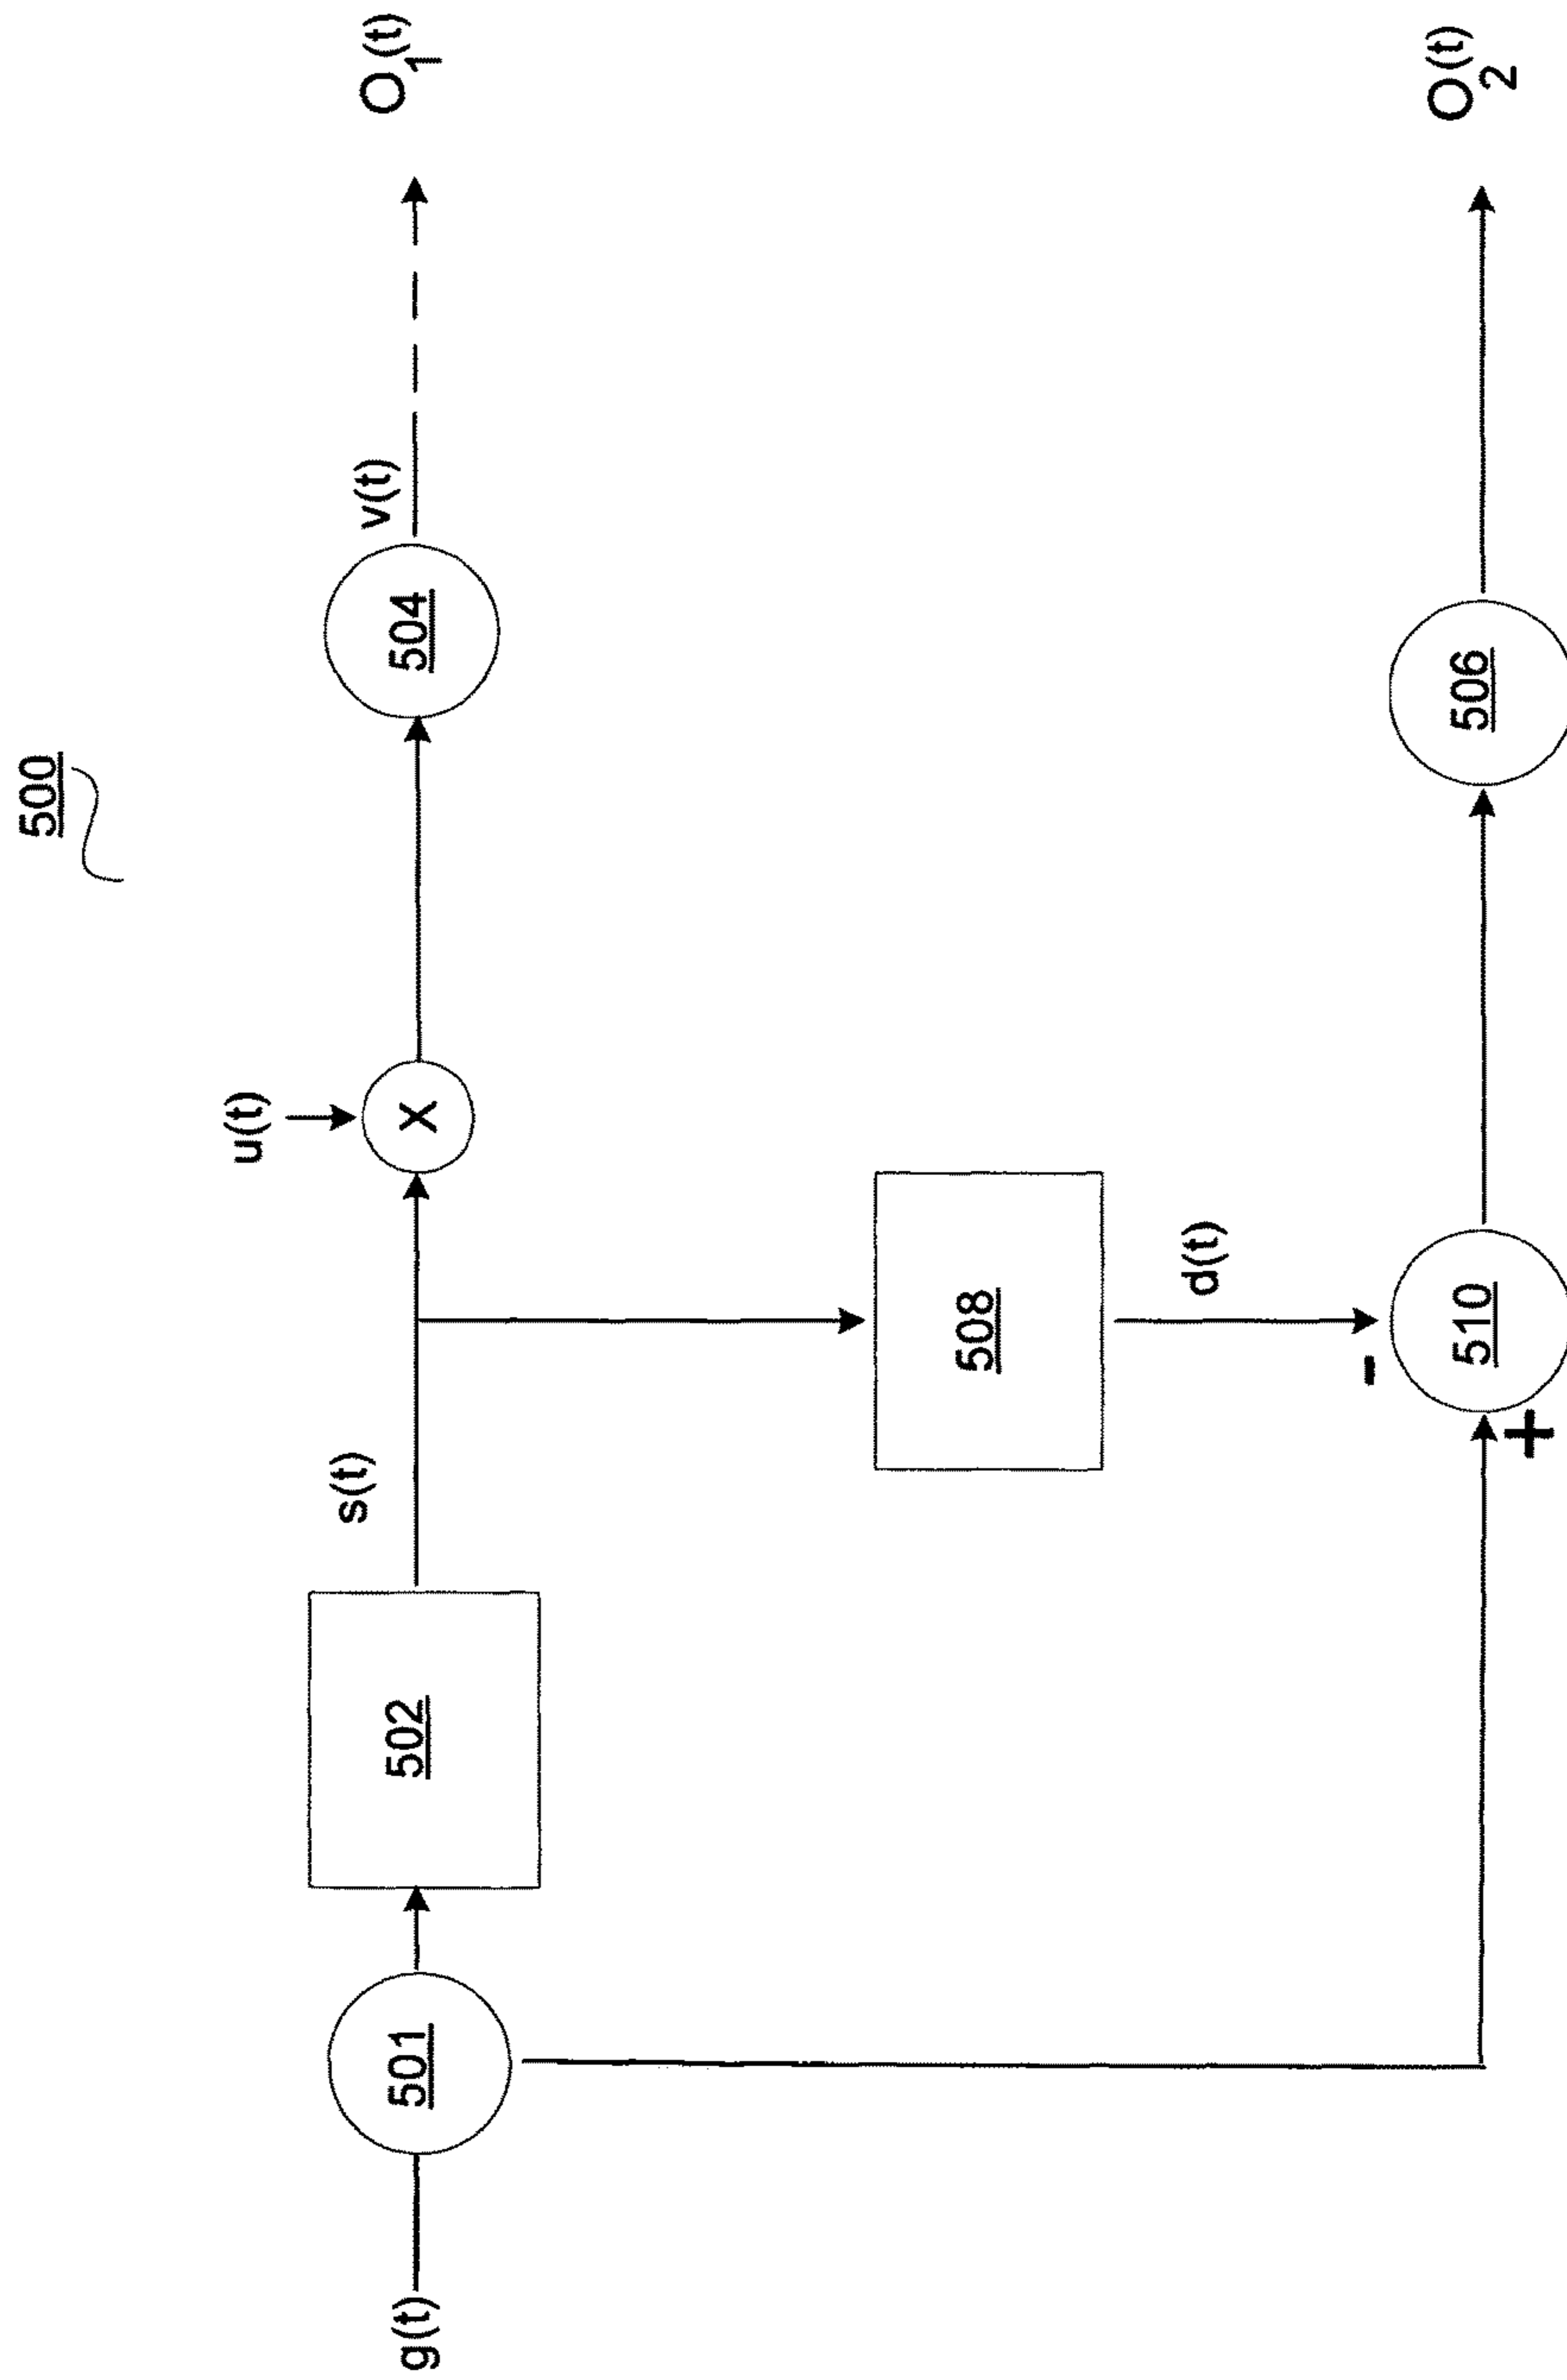 500
u(t)
g(t)
501
502
s(t)
X
504
v(t)
O1(t)
508
d(t)
-
+
510
506
O2(t)